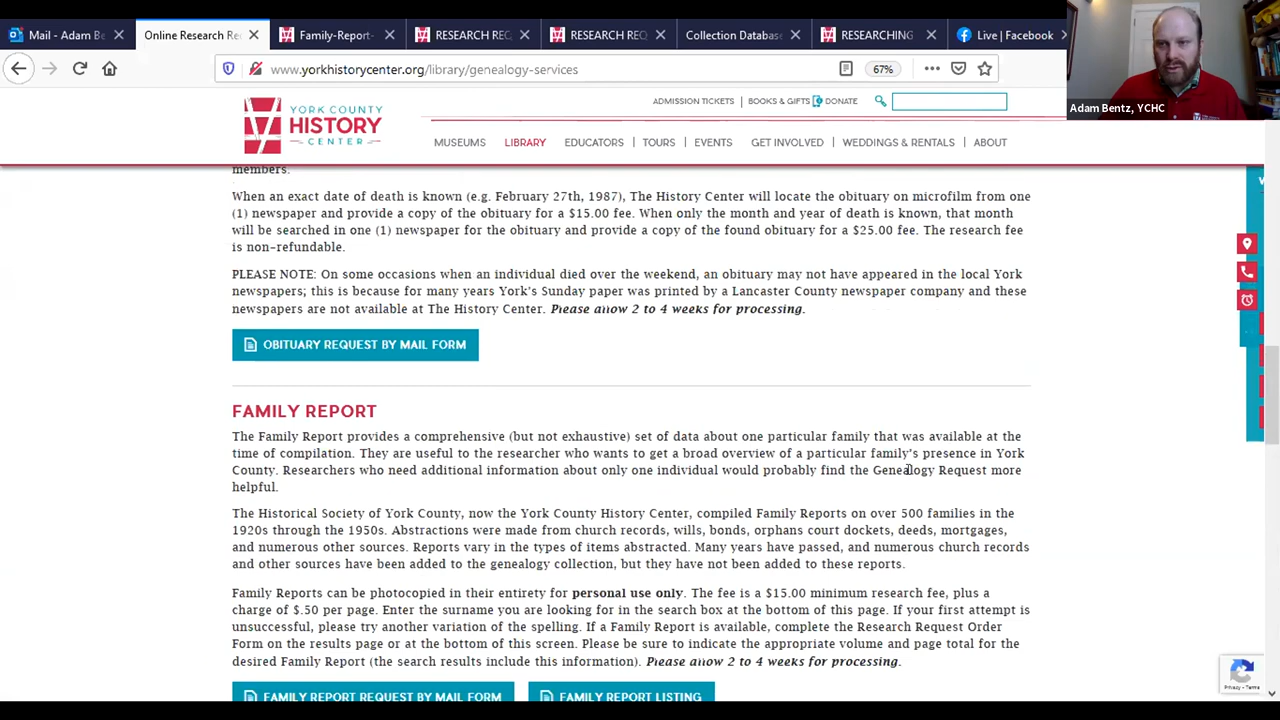 Mail - Adam Be
Online Research Re
Family-Report-
RESEARCH REQ
RESEARCH REQ
Collection Database
RESEARCHING
Live | Facebook
www.yorkhistorycenter.org/library/genealogy-services
67%
Adam Bentz, YCHC
YORK COUNTY
HISTORY
CENTER
ADMISSION TICKETS | BOOKS & GIFTS DONATE
MUSEUMS LIBRARY EDUCATORS TOURS EVENTS GET INVOLVED WEDDINGS & RENTALS ABOUT
members.
When an exact date of death is known (e.g. February 27th, 1987), The History Center will locate the obituary on microfilm from one
(1) newspaper and provide a copy of the obituary for a $15.00 fee. When only the month and year of death is known, that month
will be searched in one (1) newspaper for the obituary and provide a copy of the found obituary for a $25.00 fee. The research fee
is non-refundable.
PLEASE NOTE: On some occasions when an individual died over the weekend, an obituary may not have appeared in the local York
newspapers; this is because for many years York's Sunday paper was printed by a Lancaster County newspaper company and these
newspapers are not available at The History Center. Please allow 2 to 4 weeks for processing.
OBITUARY REQUEST BY MAIL FORM
FAMILY REPORT
The Family Report provides a comprehensive (but not exhaustive) set of data about one particular family that was available at the
time of compilation. They are useful to the researcher who wants to get a broad overview of a particular family's presence in York
County. Researchers who need additional information about only one individual would probably find the Genealogy Request more
helpful.
The Historical Society of York County, now the York County History Center, compiled Family Reports on over 500 families in the
1920s through the 1950s. Abstractions were made from church records, wills, bonds, orphans court dockets, deeds, mortgages,
and numerous other sources. Reports vary in the types of items abstracted. Many years have passed, and numerous church records
and other sources have been added to the genealogy collection, but they have not been added to these reports.
Family Reports can be photocopied in their entirety for personal use only. The fee is a $15.00 minimum research fee, plus a
charge of $.50 per page. Enter the surname you are looking for in the search box at the bottom of this page. If your first attempt is
unsuccessful, please try another variation of the spelling. If a Family Report is available, complete the Research Request Order
Form on the results page or at the bottom of this screen. Please be sure to indicate the appropriate volume and page total for the
desired Family Report (the search results include this information). Please allow 2 to 4 weeks for processing.
FAMILY REPORT REQUEST BY MAIL FORM
FAMILY REPORT LISTING
Privacy - Terms